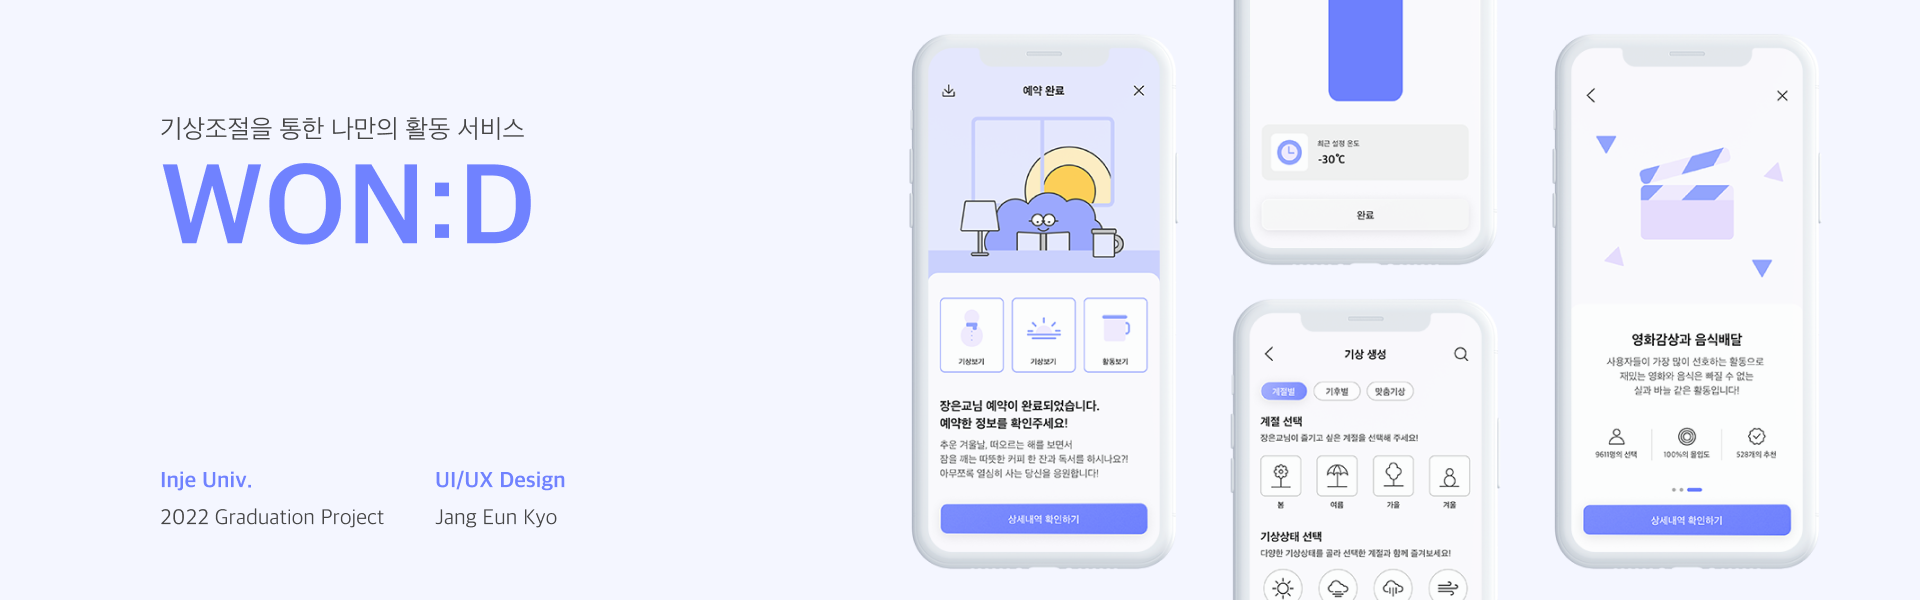 기상조절을 통한 나만의 활동 서비스
WON:D
Inje Univ.
2022 Graduation Project
UI/UX Design
Jang Eun Kyo
예약 완료
기상보기
기상보기
활동보기
장은교님 예약이 완료되었습니다.
예약한 정보를 확인주세요!
추운 겨울날, 떠오르는 해를 보면서
잠을 깨는 따뜻한 커피 한 잔과 독서를 하시나요?!
아무쪼록 열심히 사는 당신을 응원합니다!
상세내역 확인하기
최근 설정 온도
-30℃
완료
기상 생성
계절별
기후별
맞춤기상
계절 선택
장은교님이 즐기고 싶은 계절을 선택해 주세요!
봄
여름
가을
겨울
기상상태 선택
다양한 기상상태를 골라 선택한 계절과 함께 즐겨보세요!
영화감상과 음식배달
사용자들이 가장 많이 선호하는 활동으로
재밌는 영화와 음식은 빠질 수 없는
실과 바늘 같은 활동입니다!
9611명의 선택
100%의 몰입도
528개의 추천
상세내역 확인하기